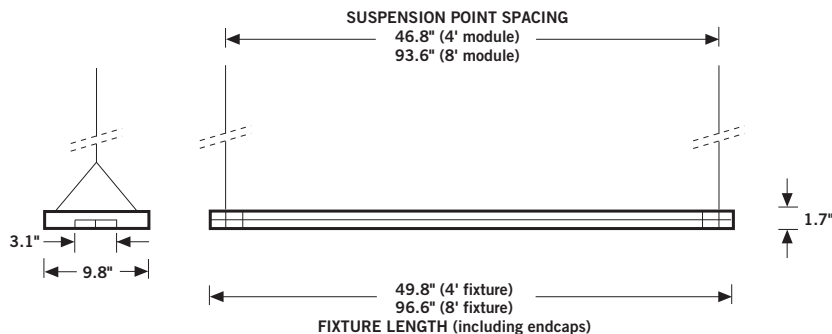 SUSPENSION POINT SPACING
46.8" (4' module)
93.6" (8' module)
3.1"
9.8"
1.7"
49.8" (4' fixture)
96.6" (8' fixture)
FIXTURE LENGTH (including endcaps)